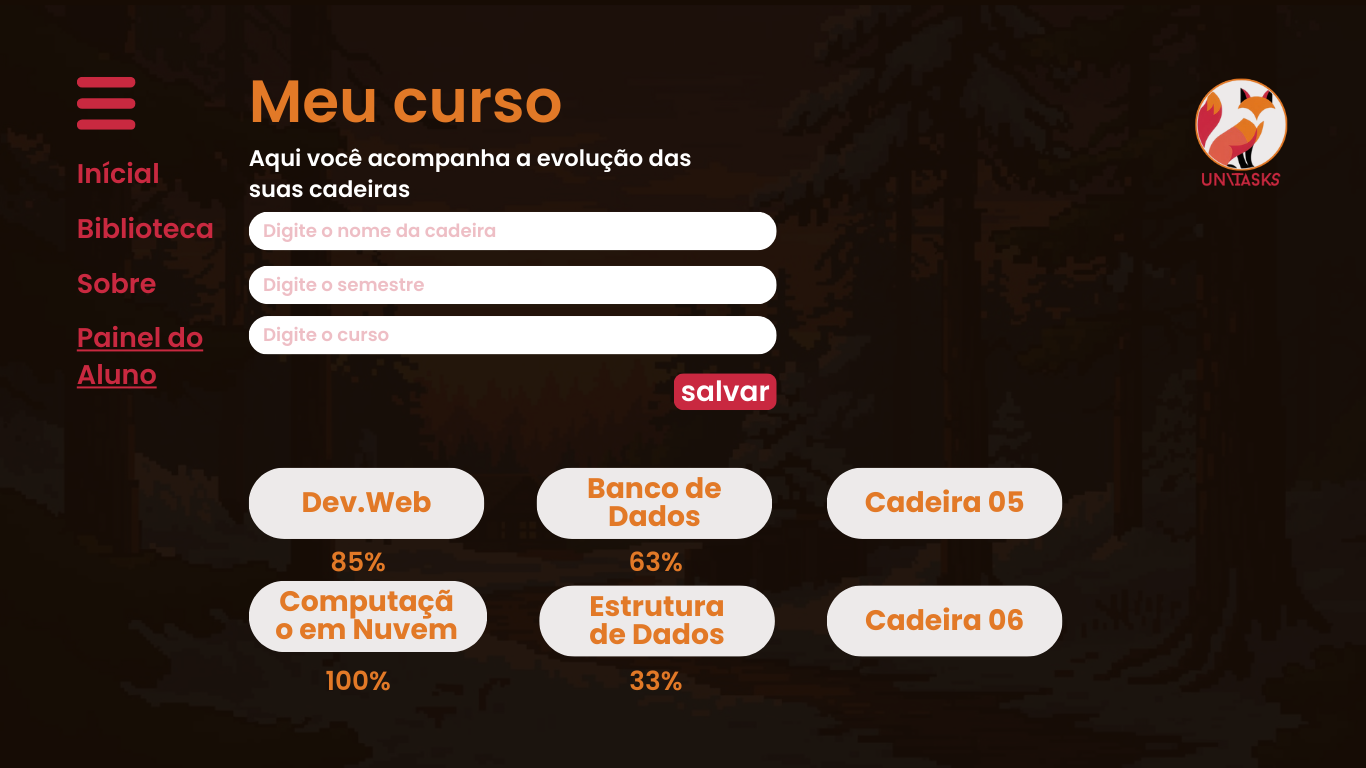 Meu curso
Aqui você acompanha a evolução das
suas cadeiras
Inícial
Biblioteca
Sobre
Painel do
Aluno
Digite o nome da cadeira
Digite o semestre
Digite o curso
salvar
UNITASKS
Dev.Web
85%
Banco de
Dados
63%
Cadeira 05
Computaçã
o em Nuvem
100%
Estrutura
de Dados
33%
Cadeira 06